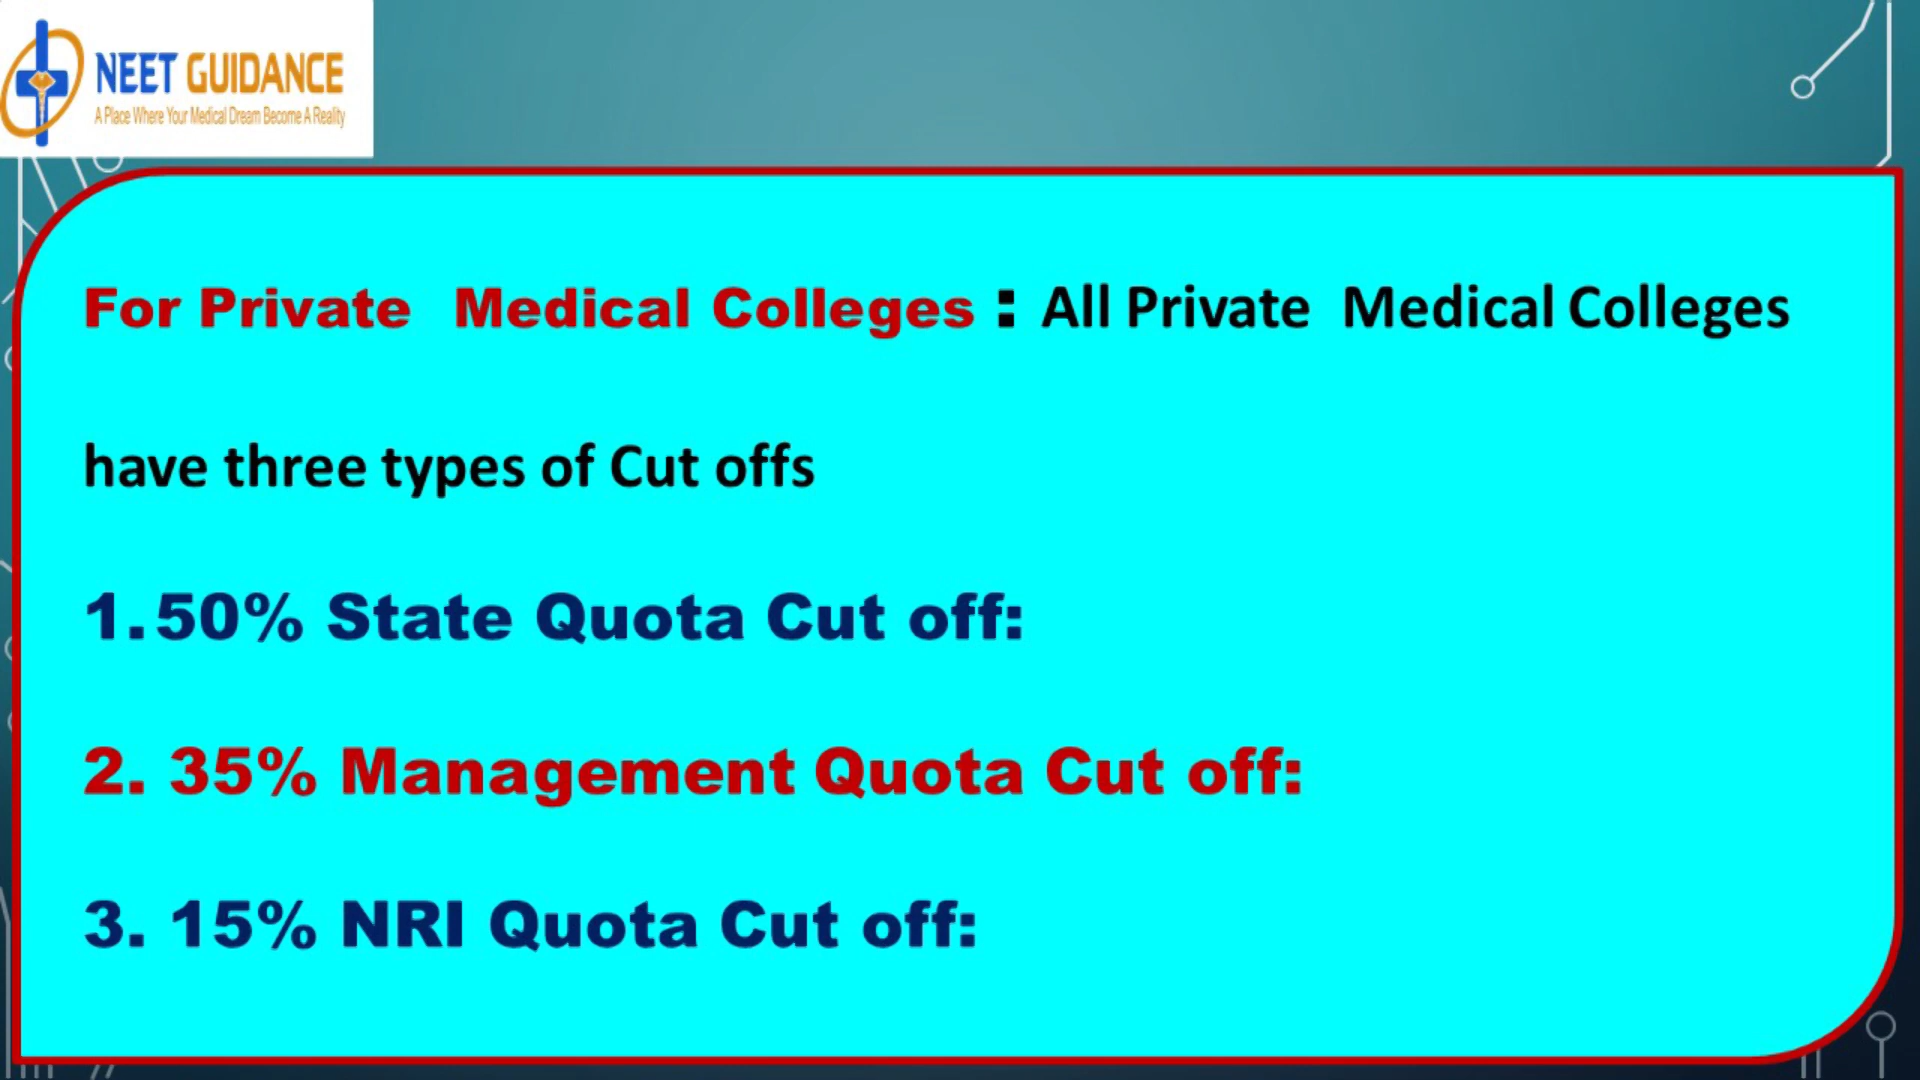 NEET GUIDANCE
A Place Where Your Medical Dream Become A Reality
For Private Medical Colleges : All Private Medical Colleges
have three types of Cut offs
1. 50% State Quota Cut off:
2. 35% Management Quota Cut off:
3. 15% NRI Quota Cut off: